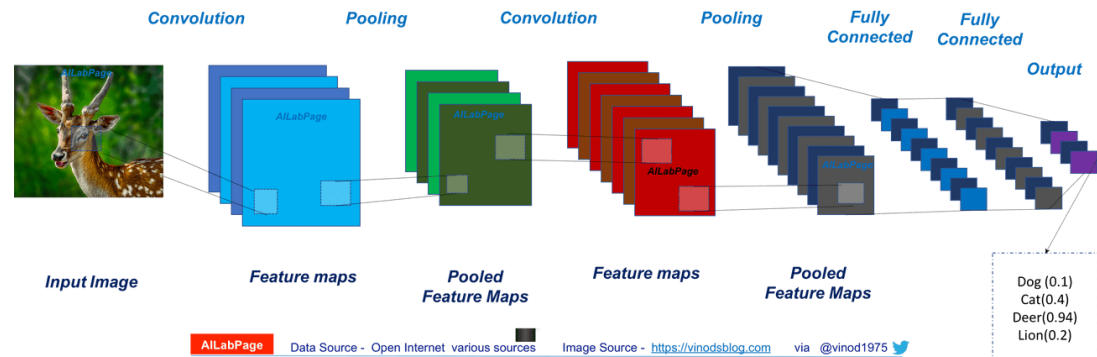 Convolution
Pooling
Convolution
Pooling
Fully
Connected
Fully
Connected
Output
AILabPage
AILabPage
AILabPage
AILabPage
AILabPage
Input Image
Feature maps
Pooled
Feature Maps
Feature maps
Pooled
Feature Maps
Dog (0.1)
Cat(0.4)
Deer(0.94)
Lion(0.2)
AILabPage Data Source - Open Internet various sources Image Source - https://vinodsblog.com via @vinod1975